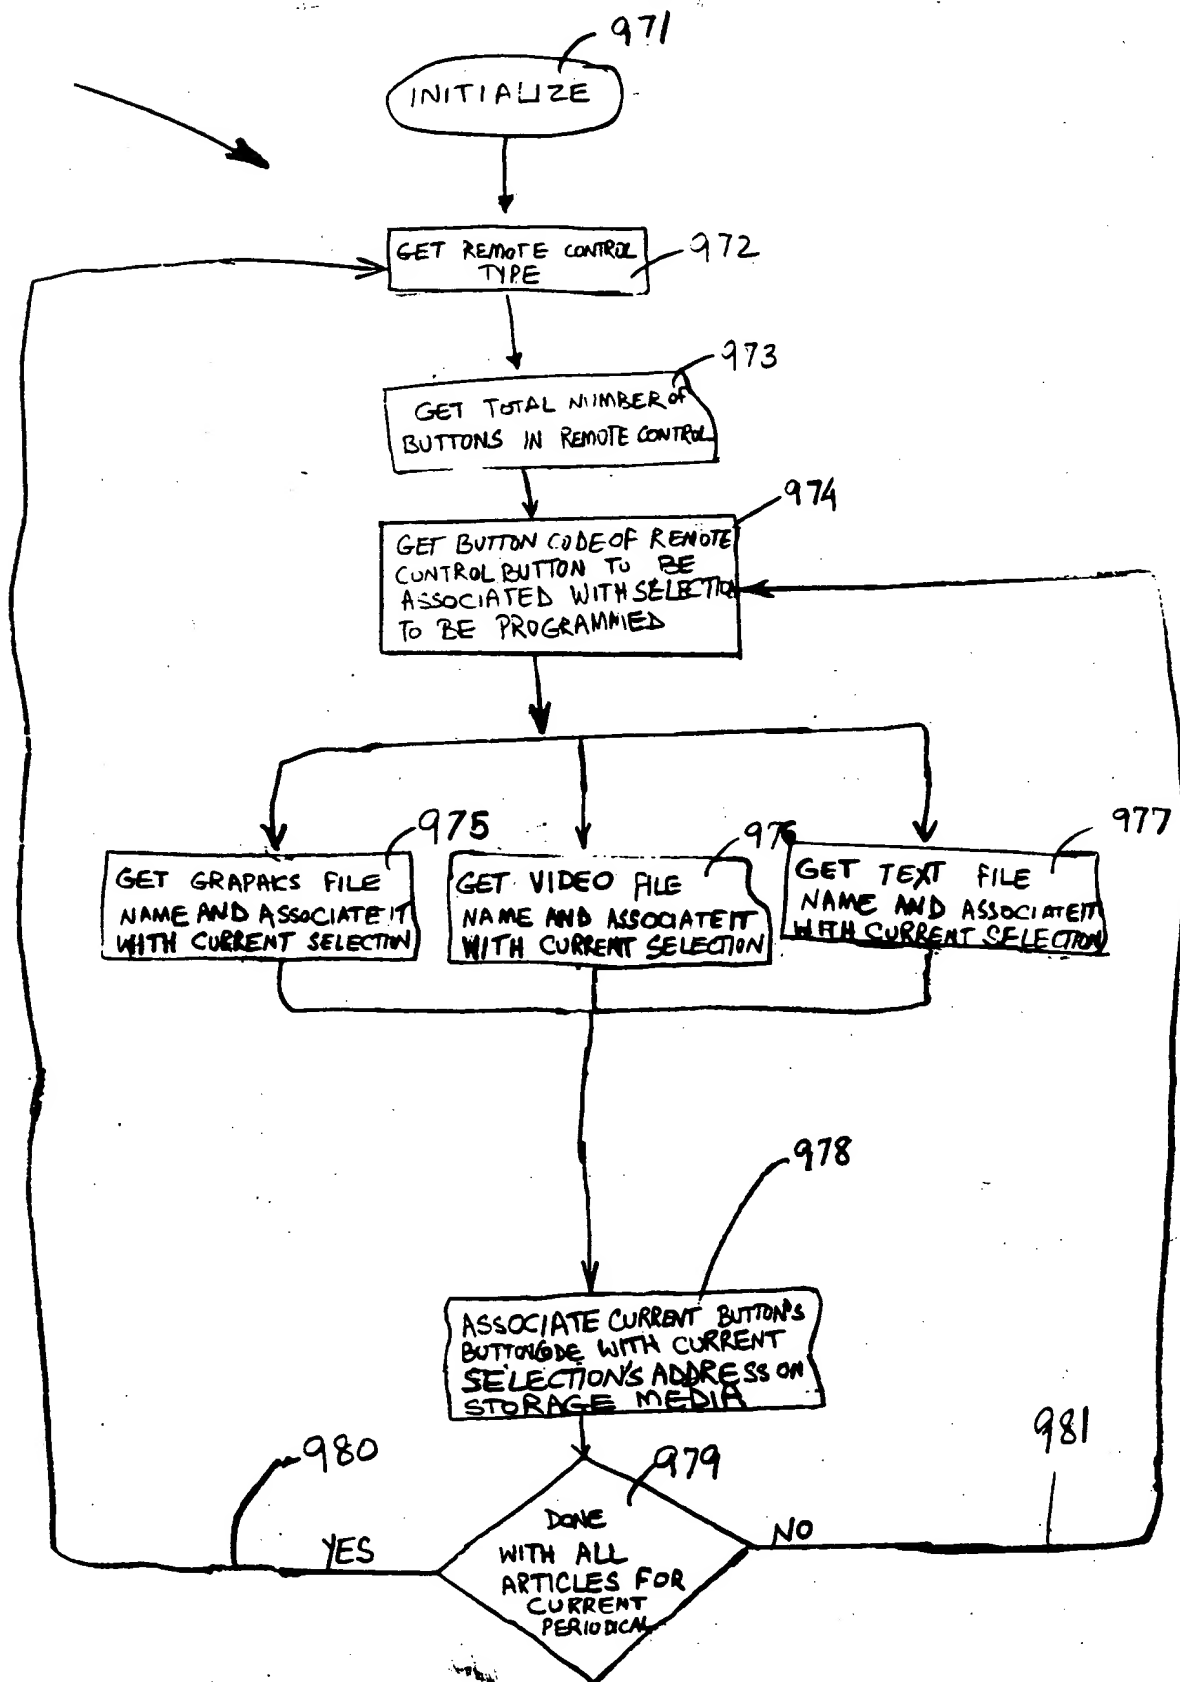 971
INITIALIZE
GET REMOTE CONTROL
TYPE
972
973
GET TOTAL NUMBER OF
BUTTONS IN REMOTE CONTROL
974
GET BUTTON CODE OF REMOTE
CONTROL BUTTON TO BE
ASSOCIATED WITH SELECTION
TO BE PROGRAMMIED
975
GET GRAPAKS FILE
NAME AND ASSOCIATE IT
WITH CURRENT SELECTION
976
GET VIDEO FILE
NAME AND ASSOCIATE IT
WITH CURRENT SELECTION
977
GET TEXT FILE
NAME AND ASSOCIATE IT
WITH CURRENT SELECTION
978
ASSOCIATE CURRENT BUTTON'S
BUTTONCODE WITH CURRENT
SELECTION'S ADDRESS ON
STORAGE MEDIA
980
979
981
YES
NO
DONE
WITH ALL
ARTICLES FOR
CURRENT
PERIODICAL